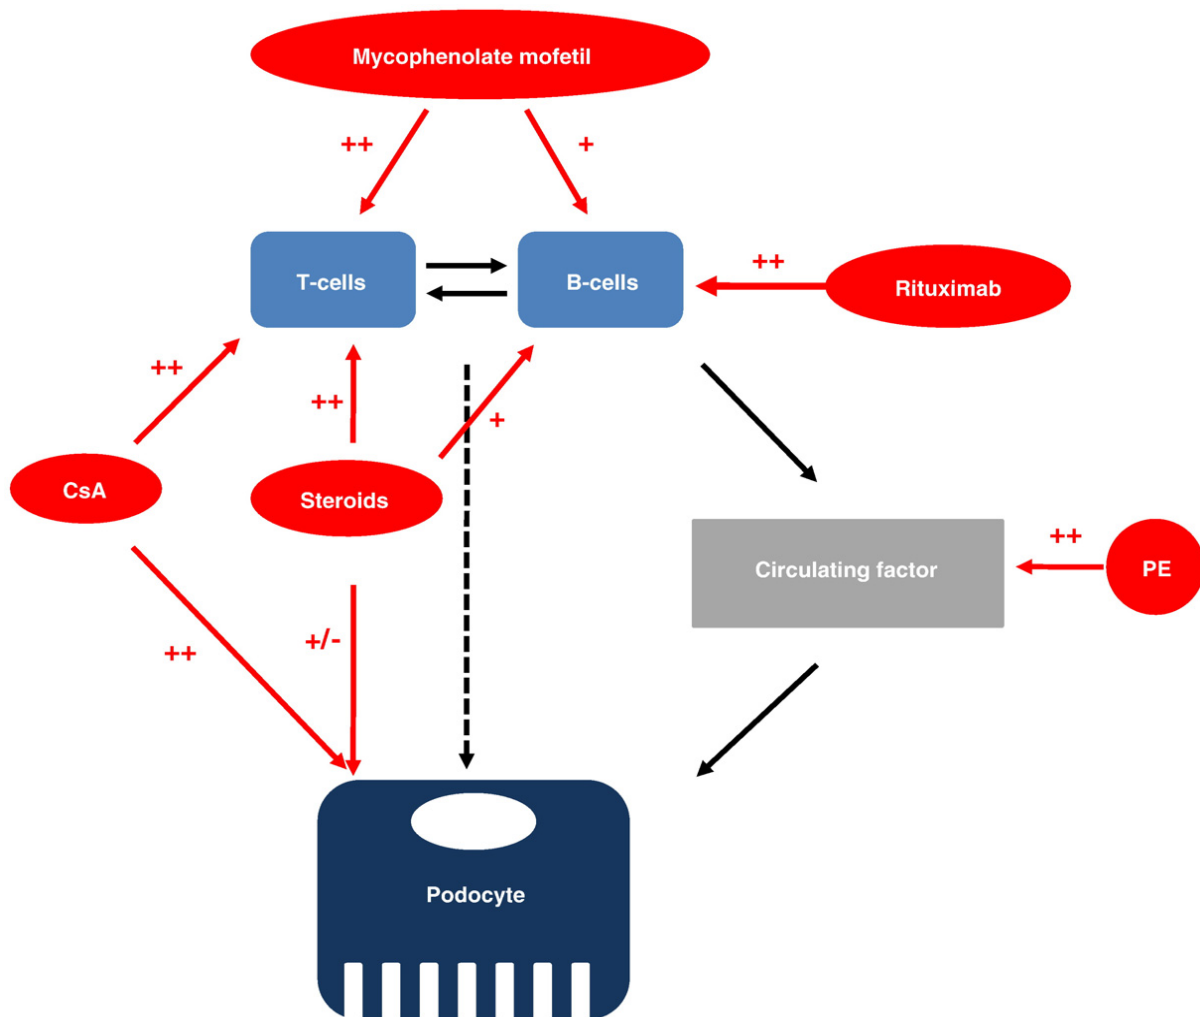 Mycophenolate mofetil
++
+
T-cells
B-cells
++
Rituximab
++
++
+
CsA
Steroids
Circulating factor
++
PE
++
+/-
Podocyte